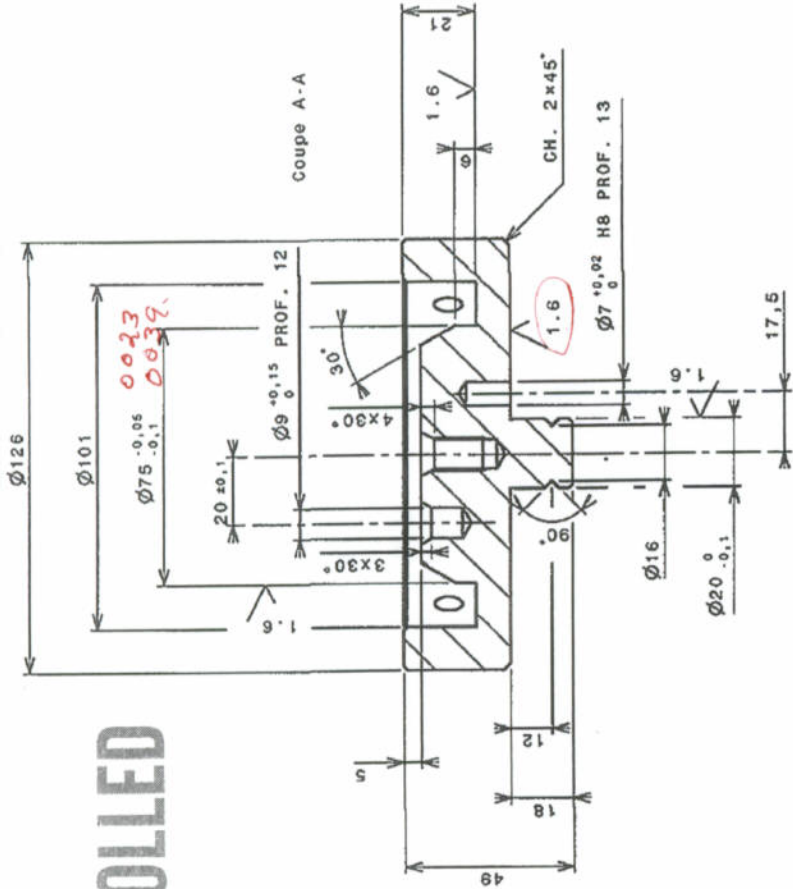 Ø126
Ø101
Ø75 -0,05 -0,1
0023
0039.
20 ±0,1
Ø9 +0,15 0 PROF. 12
Coupe A-A
21
1.6
6
30°
4x30°
3x30°
1.6
CH. 2x45°
1.6
Ø7 +0,02 0 H8 PROF. 13
1.6
17,5
90°
Ø16
Ø20 0 -0,1
5
12
18
49
OLLED